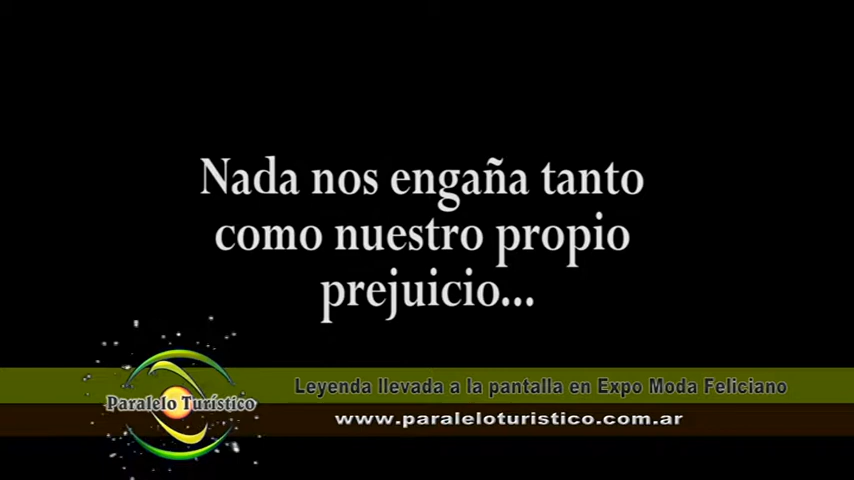 Nada nos engaña tanto
como nuestro propio
prejuicio...
Leyenda llevada a la pantalla en Expo Moda Feliciano
Paralelo Turístico
www.paraleloturistico.com.ar